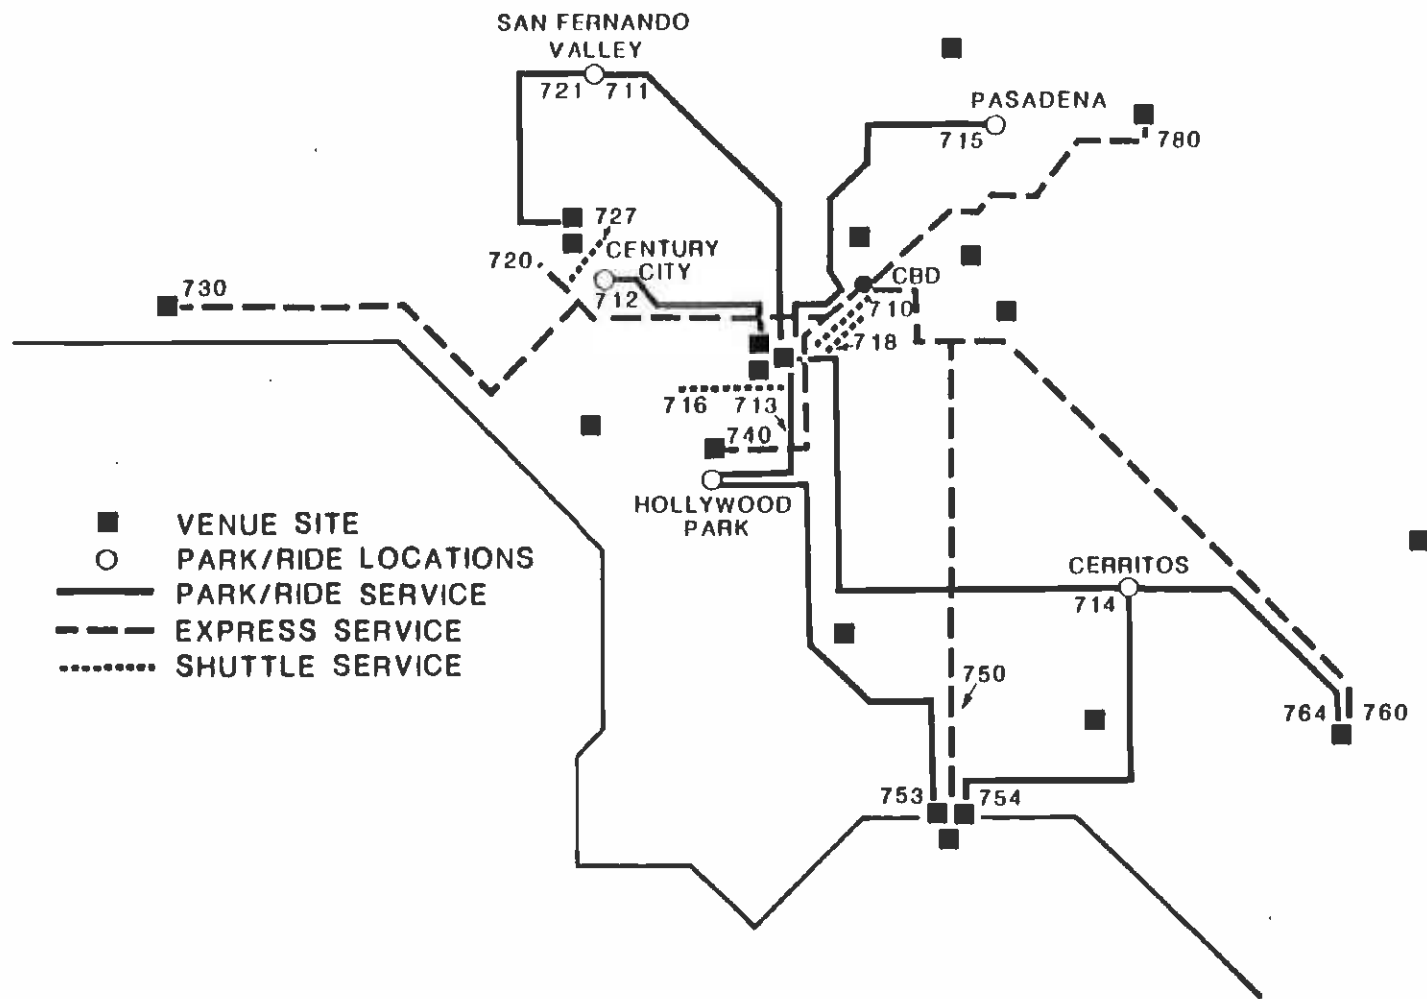 SAN FERNANDO
VALLEY
721 711
PASADENA
715
780
727
CENTURY
CITY
720
712
730
CBD
710
718
716 713
740
HOLLYWOOD
PARK
VENUE SITE
PARK/RIDE LOCATIONS
PARK/RIDE SERVICE
EXPRESS SERVICE
SHUTTLE SERVICE
CERRITOS
714
750
764 760
753 754